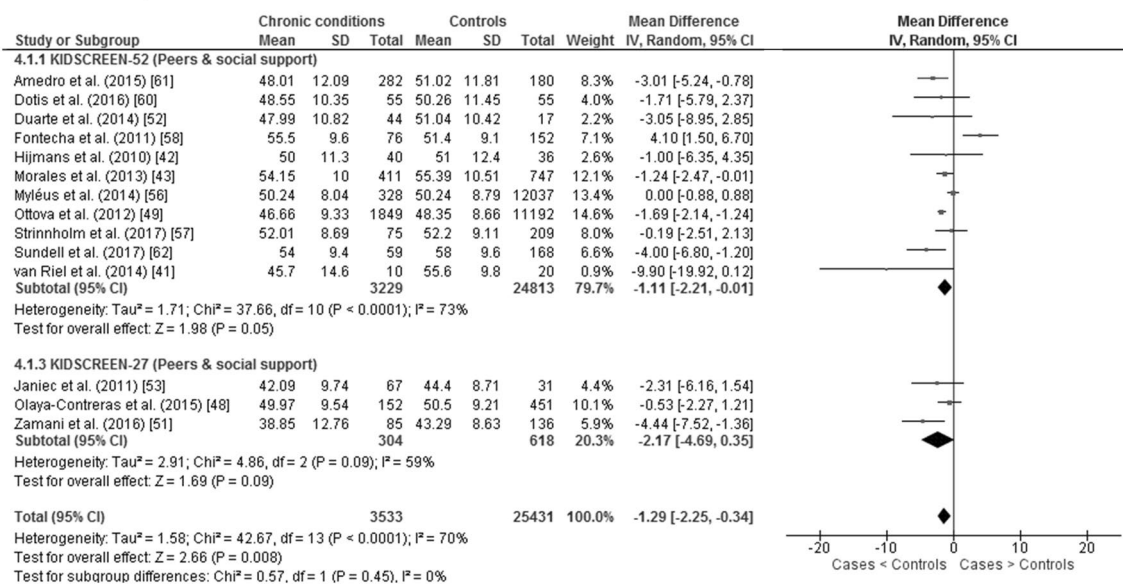 Chronic conditions Controls Mean Difference Mean Difference
Study or Subgroup Mean SD Total Mean SD Total Weight IV, Random, 95% CI IV, Random, 95% CI
4.1.1 KIDSCREEN-52 (Peers & social support)
Amedro et al. (2015) [61] 48.01 12.09 282 51.02 11.81 180 8.3% -3.01 [-5.24, -0.78]
Dotis et al. (2016) [60] 48.55 10.35 55 50.26 11.45 55 4.0% -1.71 [-5.79, 2.37]
Duarte et al. (2014) [52] 47.99 10.82 44 51.04 10.42 17 2.2% -3.05 [-8.95, 2.85]
Fontecha et al. (2011) [58] 55.5 9.6 76 51.4 9.1 152 7.1% 4.10 [1.50, 6.70]
Hijmans et al. (2010) [42] 50 11.3 40 51 12.4 36 2.6% -1.00 [-6.35, 4.35]
Morales et al. (2013) [43] 54.15 10 411 55.39 10.51 747 12.1% -1.24 [-2.47, -0.01]
Myléus et al. (2014) [56] 50.24 8.04 328 50.24 8.79 12037 13.4% 0.00 [-0.88, 0.88]
Ottova et al. (2012) [49] 46.66 9.33 1849 48.35 8.66 11192 14.6% -1.69 [-2.14, -1.24]
Strinnholm et al. (2017) [57] 52.01 8.69 75 52.2 9.11 209 8.0% -0.19 [-2.51, 2.13]
Sundell et al. (2017) [62] 54 9.4 59 58 9.6 168 6.6% -4.00 [-6.80, -1.20]
van Riel et al. (2014) [41] 45.7 14.6 10 55.6 9.8 20 0.9% -9.90 [-19.92, 0.12]
Subtotal (95% CI) 3229 24813 79.7% -1.11 [-2.21, -0.01]
Heterogeneity: Tau² = 1.71; Chi² = 37.66, df = 10 (P < 0.0001); I² = 73%
Test for overall effect: Z = 1.98 (P = 0.05)
4.1.3 KIDSCREEN-27 (Peers & social support)
Janiec et al. (2011) [53] 42.09 9.74 67 44.4 8.71 31 4.4% -2.31 [-6.16, 1.54]
Olaya-Contreras et al. (2015) [48] 49.97 9.54 152 50.5 9.21 451 10.1% -0.53 [-2.27, 1.21]
Zamani et al. (2016) [51] 38.85 12.76 85 43.29 8.63 136 5.9% -4.44 [-7.52, -1.36]
Subtotal (95% CI) 304 618 20.3% -2.17 [-4.69, 0.35]
Heterogeneity: Tau² = 2.91; Chi² = 4.86, df = 2 (P = 0.09); I² = 59%
Test for overall effect: Z = 1.69 (P = 0.09)
Total (95% CI) 3533 25431 100.0% -1.29 [-2.25, -0.34]
Heterogeneity: Tau² = 1.58; Chi² = 42.67, df = 13 (P < 0.0001); I² = 70%
Test for overall effect: Z = 2.66 (P = 0.008)
Test for subgroup differences: Chi² = 0.57, df = 1 (P = 0.45), I² = 0%
-20 -10 0 10 20
Cases < Controls Cases > Controls